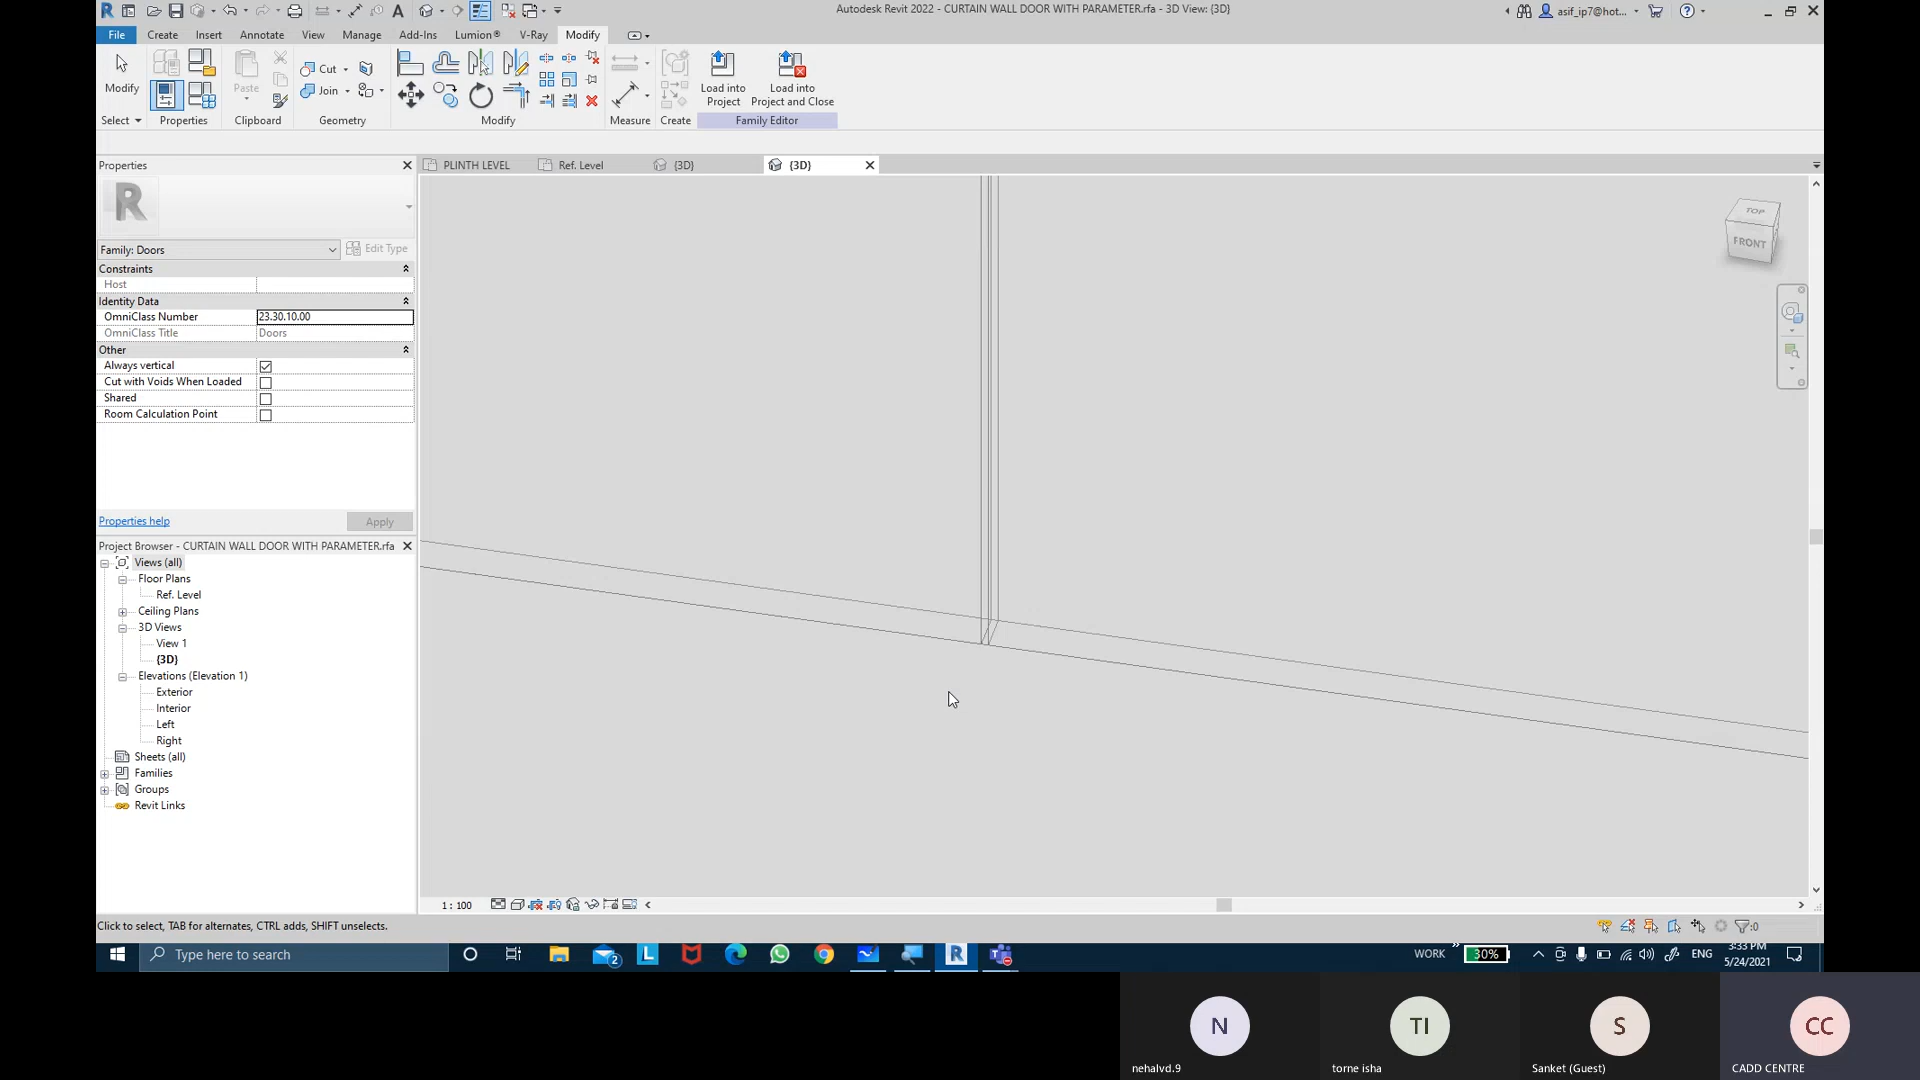 Autodesk Revit 2022 - CURTAIN WALL DOOR WITH PARAMETER.rfa - 3D View: {3D}
asif_ip7@hot...
File Create Insert Annotate View Manage Add-Ins Lumion® V-Ray Modify
Modify
Paste
Cut
Join
Load into Project
Load into Project and Close
Select Properties Clipboard Geometry Modify Measure Create Family Editor
Properties
PLINTH LEVEL
Ref. Level
{3D}
{3D}
R
Family: Doors
Edit Type
Constraints
Host
Identity Data
OmniClass Number 23.30.10.00
OmniClass Title Doors
Other
Always vertical
Cut with Voids When Loaded
Shared
Room Calculation Point
TOP
FRONT
Properties help
Apply
Project Browser - CURTAIN WALL DOOR WITH PARAMETER.rfa
Views (all)
Floor Plans
Ref. Level
Ceiling Plans
3D Views
View 1
{3D}
Elevations (Elevation 1)
Exterior
Interior
Left
Right
Sheets (all)
Families
Groups
Revit Links
1 : 100
Click to select, TAB for alternates, CTRL adds, SHIFT unselects.
:0
Type here to search
2
L
R
WORK
30%
ENG
3:33 PM
5/24/2021
N
TI
S
CC
nehalvd.9
torne isha
Sanket (Guest)
CADD CENTRE